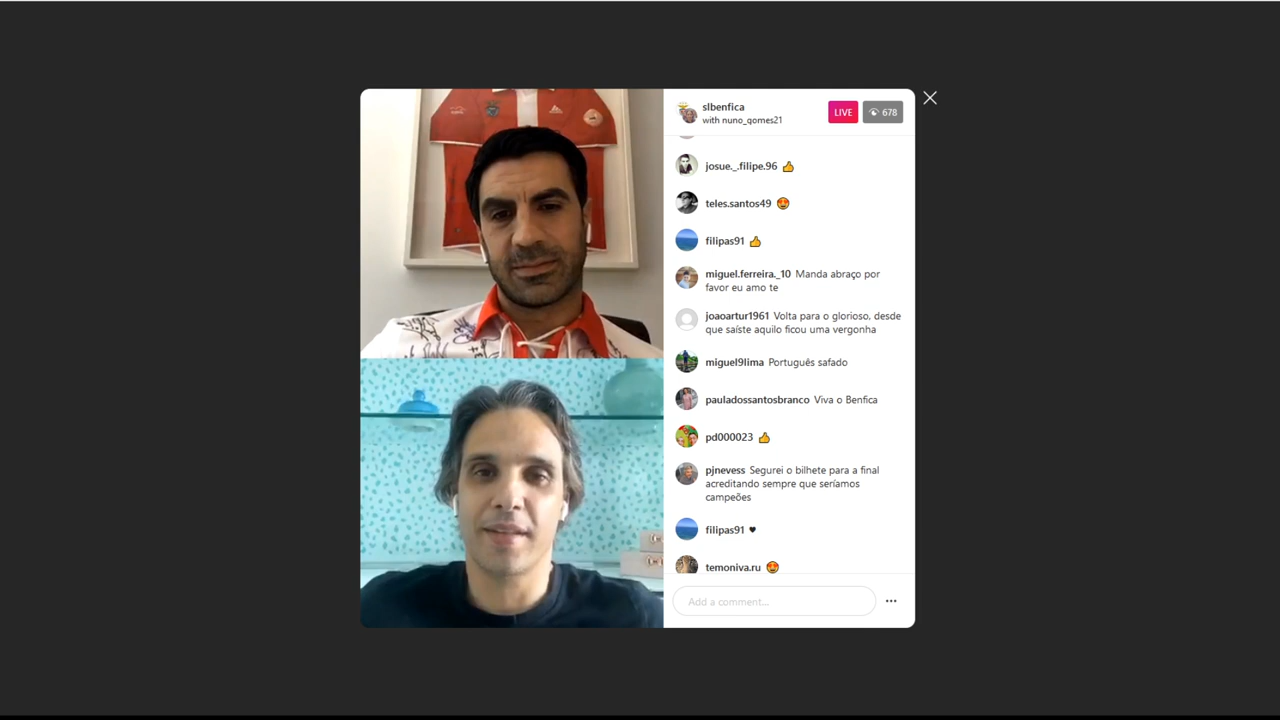 slbenfica
with nuno_gomes21
LIVE
678
josue._.filipe.96 👍
teles.santos49 😍
filipas91 👍
miguel.ferreira._10 Manda abraço por
favor eu amo te
joaoartur1961 Volta para o glorioso, desde
que saíste aquilo ficou uma vergonha
miguel9lima Português safado
pauladossantosbranco Viva o Benfica
pd000023 👍
pjnevess Segurei o bilhete para a final
acreditando sempre que seríamos
campeões
filipas91 ♥
temoniva.ru 😍
Add a comment...